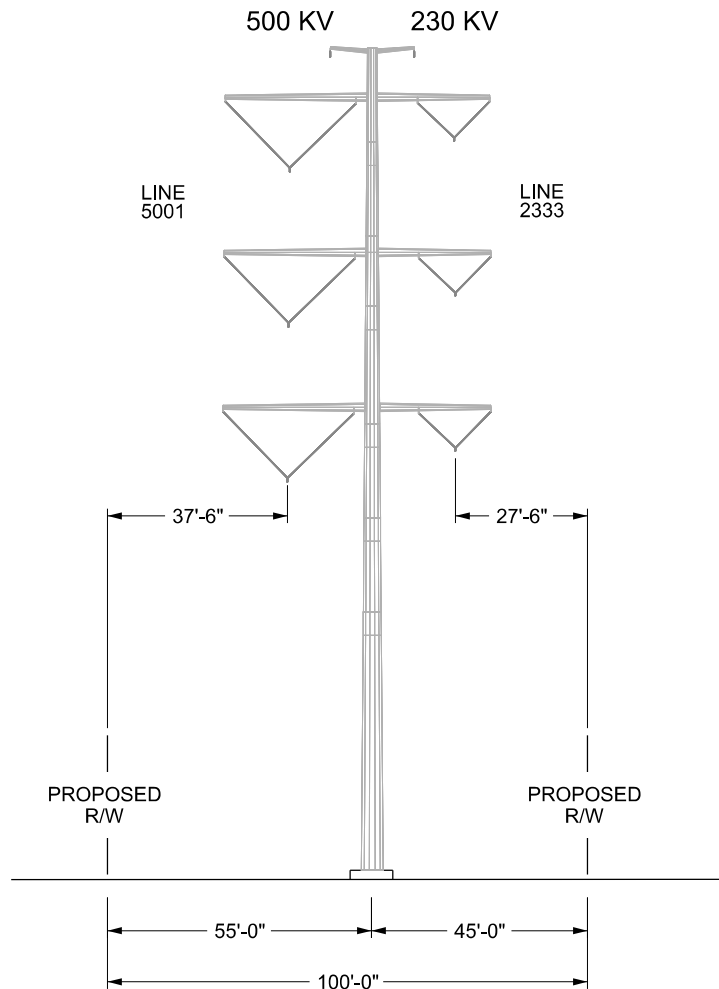 500 KV
230 KV
LINE
5001
LINE
2333
37'-6"
27'-6"
PROPOSED
R/W
PROPOSED
R/W
55'-0"
45'-0"
100'-0"